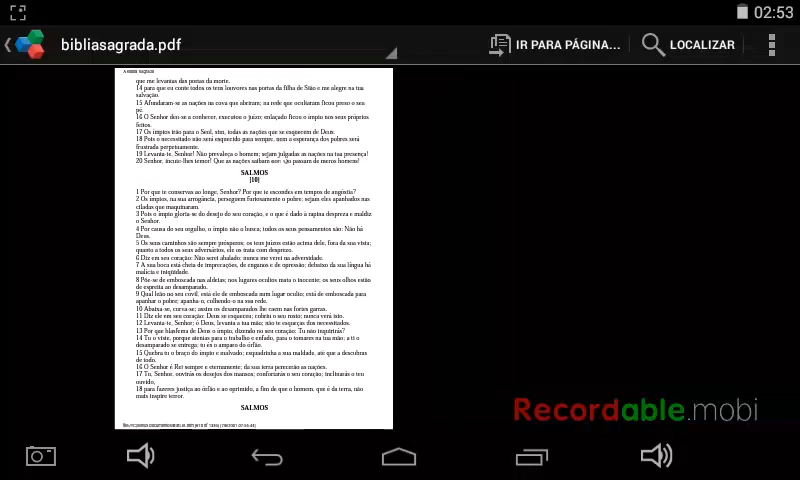 02:53
bibliasagrada.pdf
IR PARA PÁGINA...
LOCALIZAR
A Bíblia Sagrada
que me levantas das portas da morte.
14 para que eu conte todos os teus louvores nas portas da filha de Sião e me alegre na tua
salvação.
15 Afundaram-se as nações na cova que abriram; na rede que ocultaram ficou preso o seu
pé.
16 O Senhor deu-se a conhecer, executou o juízo; enlaçado ficou o ímpio nos seus próprios
feitos.
17 Os ímpios irão para o Seol, sim, todas as nações que se esquecem de Deus.
18 Pois o necessitado não será esquecido para sempre, nem a esperança dos pobres será
frustrada perpetuamente.
19 Levanta-te, Senhor! Não prevaleça o homem; sejam julgadas as nações na tua presença!
20 Senhor, incute-lhes temor! Que as nações saibam que não passam de meros homens!
SALMOS
[10]
1 Por que te conservas ao longe, Senhor? Por que te escondes em tempos de angústia?
2 Os ímpios, na sua arrogância, perseguem furiosamente o pobre; sejam eles apanhados nas
ciladas que maquinaram.
3 Pois o ímpio gloria-se do desejo do seu coração, e o que é dado à rapina despreza e maldiz
o Senhor.
4 Por causa do seu orgulho, o ímpio não o busca; todos os seus pensamentos são: Não há
Deus.
5 Os seus caminhos são sempre prósperos; os teus juízos estão acima dele, fora da sua vista;
quanto a todos os seus adversários, ele os trata com desprezo.
6 Diz em seu coração: Não serei abalado; nunca me verei na adversidade.
7 A sua boca está cheia de imprecações, de enganos e de opressão; debaixo da sua língua há
malícia e iniqüidade.
8 Põe-se de emboscada nas aldeias; nos lugares ocultos mata o inocente; os seus olhos estão
de espreita ao desamparado.
9 Qual leão no seu covil, está ele de emboscada num lugar oculto; está de emboscada para
apanhar o pobre; apanha-o, colhendo-o na sua rede.
10 Abaixa-se, curva-se; assim os desamparados lhe caem nas fortes garras.
11 Diz ele em seu coração: Deus se esqueceu; cobriu o seu rosto; nunca verá isto.
12 Levanta-te, Senhor; ó Deus, levanta a tua mão; não te esqueças dos necessitados.
13 Por que blasfema de Deus o ímpio, dizendo no seu coração: Tu não inquirirás?
14 Tu o viste, porque atentas para o trabalho e enfado, para o tomares na tua mão; a ti o
desamparado se entrega; tu és o amparo do órfão.
15 Quebra tu o braço do ímpio e malvado; esquadrinha a sua maldade, até que a descubras
de todo.
16 O Senhor é Rei sempre e eternamente; da sua terra perecerão as nações.
17 Tu, Senhor, ouvirás os desejos dos mansos; confortarás o seu coração; inclinarás o teu
ouvido,
18 para fazeres justiça ao órfão e ao oprimido, a fim de que o homem, que é da terra, não
mais inspire terror.
SALMOS
Recordable.mobi